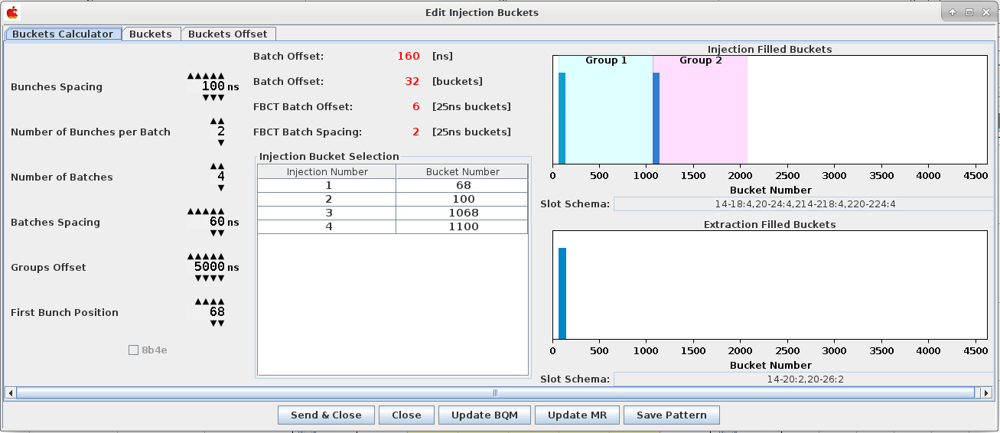 Edit Injection Buckets
Buckets Calculator
Buckets
Buckets Offset
Bunches Spacing 100 ns
Number of Bunches per Batch 2
Number of Batches 4
Batches Spacing 60 ns
Groups Offset 5000 ns
First Bunch Position 68
8b4e
Batch Offset: 160 [ns]
Batch Offset: 32 [buckets]
FBCT Batch Offset: 6 [25ns buckets]
FBCT Batch Spacing: 2 [25ns buckets]
Injection Bucket Selection
Injection Number Bucket Number
1 68
2 100
3 1068
4 1100
Injection Filled Buckets
Group 1 Group 2
0 500 1000 1500 2000 2500 3000 3500 4000 4500
Bucket Number
Slot Schema: 14-18:4,20-24:4,214-218:4,220-224:4
Extraction Filled Buckets
0 500 1000 1500 2000 2500 3000 3500 4000 4500
Bucket Number
Slot Schema: 14-20:2,20-26:2
Send & Close
Close
Update BQM
Update MR
Save Pattern